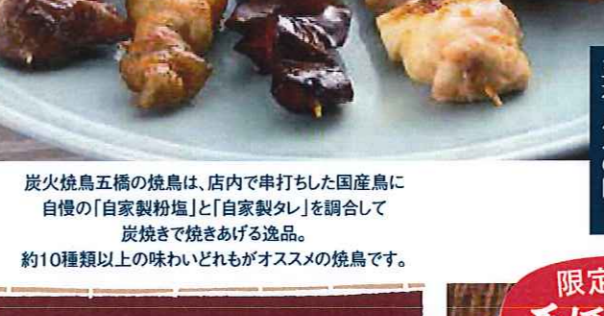 炭火焼鳥五橋の焼鳥は、店内で串打ちした国産鳥に
自慢の「自家製粉塩」と「自家製タレ」を調合して
炭焼きで焼きあげる逸品。
約10種類以上の味わいどれもがオススメの焼鳥です。
限定